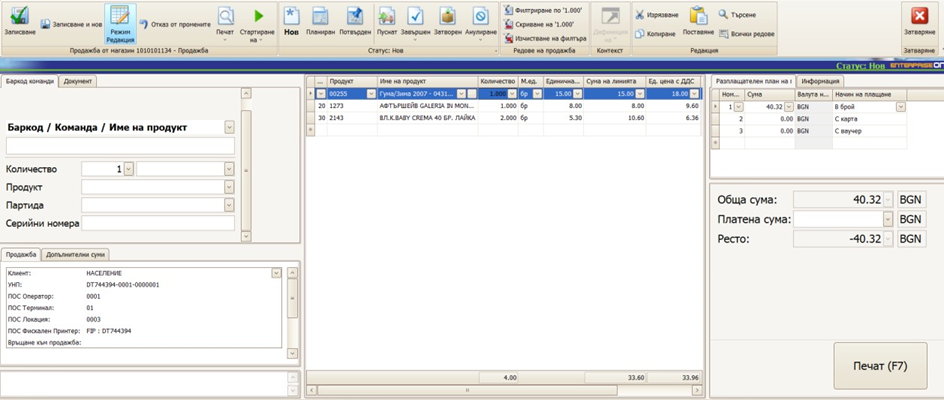 Записване
Записване и нов
Режим Редакция
Отказ от промените
Печат
Стартиране на
Продажба от магазин 1010101134 - Продажба
Нов
Планиран
Потвърден
Пуснат
Завършен
Затворен
Анулиране
Статус: Нов
Филтриране по '1.000'
Скриване на '1.000'
Изчистване на филтъра
Редове на продажба
Дефиниция на
Контекст
Изрязване
Копиране
Поставяне
Търсене
Всички редове
Редакция
Затваряне
Затваряне
Статус: Нов ENTERPRISEONE
Баркод команди Документ
Баркод / Команда / Име на продукт
Количество 1
Продукт
Партида
Серийни номера
Продажба Допълнителни суми
Клиент: НАСЕЛЕНИЕ
УНП: DT744394-0001-0000001
ПОС Оператор: 0001
ПОС Терминал: 01
ПОС Локация: 0003
ПОС Фискален Принтер: FIP : DT744394
Връщане към продажба:
... Продукт Име на продукт Количество М.ед. Единична... Сума на линията Ед. цена с ДДС
00255 Гума/Зима 2007 - 0431... 1.000 бр 15.00 15.00 18.00
20 1273 АФТЪРШЕЙВ GALERIA IN MON... 1.000 бр 8.00 8.00 9.60
30 2143 ВЛ.К.BABY CREMA 40 БР. ЛАЙКА 2.000 бр 5.30 10.60 6.36
4.00 33.60 33.96
Разплащателен план на Информация
Ном... Сума Валута н... Начин на плащане
1 40.32 BGN В брой
2 0.00 BGN С карта
3 0.00 BGN С ваучер
Обща сума: 40.32 BGN
Платена сума: BGN
Ресто: -40.32 BGN
Печат (F7)